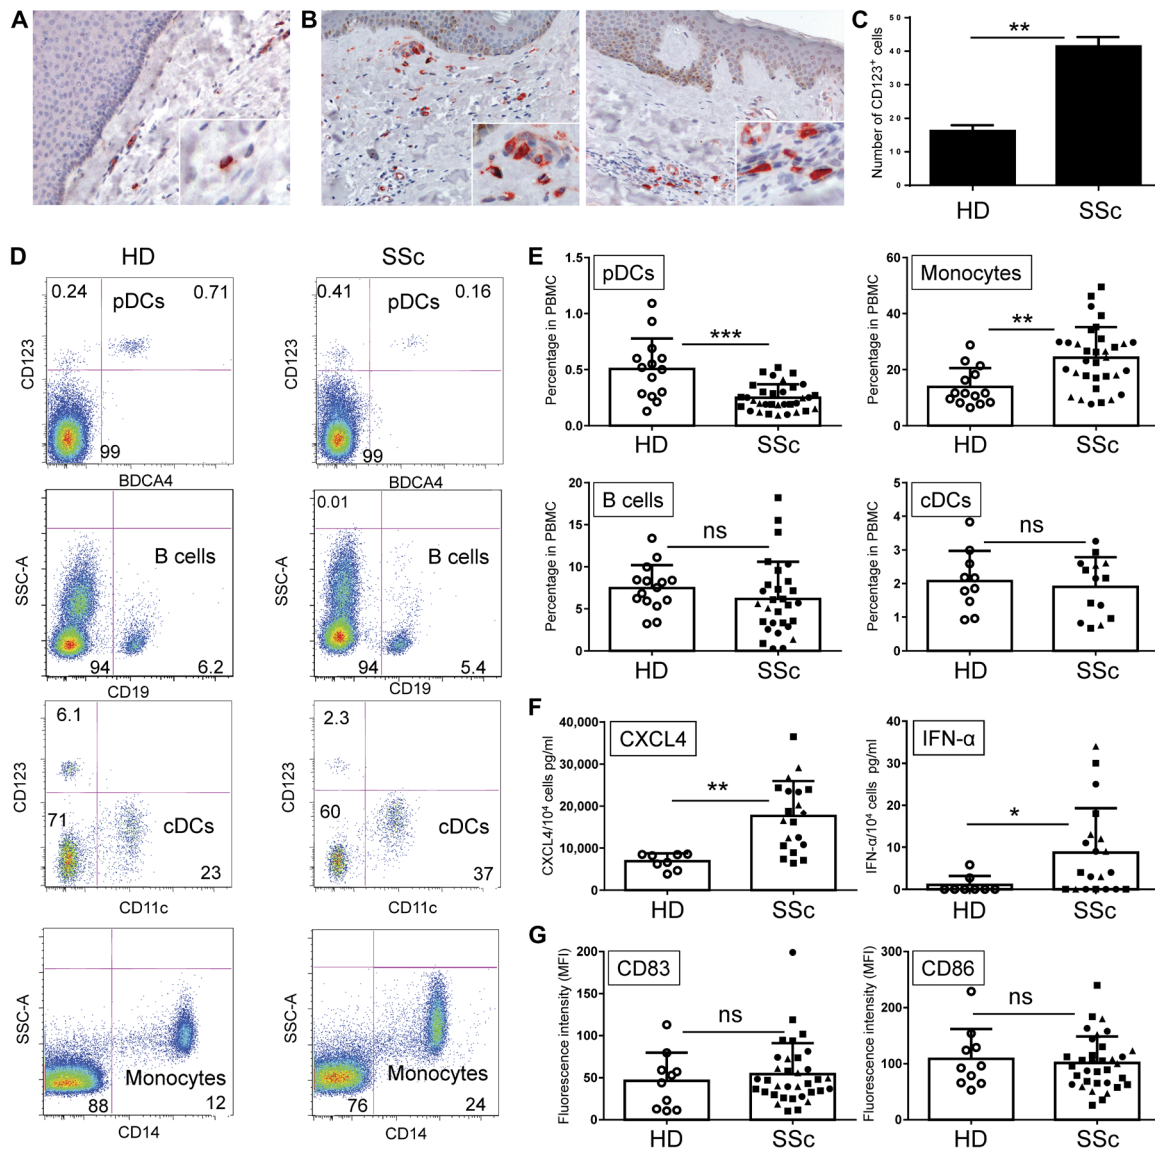 A
B
C
Number of CD123+ cells
50
40
30
20
10
0
**
HD
SSc
D
HD
SSc
0.24
0.71
pDCs
CD123
99
BDCA4
0.41
0.16
pDCs
CD123
99
BDCA4
SSC-A
B cells
94
6.2
CD19
0.01
SSC-A
B cells
94
5.4
CD19
6.1
CD123
71
cDCs
23
CD11c
2.3
CD123
60
cDCs
37
CD11c
SSC-A
Monocytes
88
12
CD14
SSC-A
Monocytes
76
24
CD14
E
pDCs
Percentage in PBMC
1.5
1.0
0.5
0.0
***
HD
SSc
Monocytes
Percentage in PBMC
60
40
20
0
**
HD
SSc
B cells
Percentage in PBMC
20
15
10
5
0
ns
HD
SSc
cDCs
Percentage in PBMC
5
4
3
2
1
0
ns
HD
SSc
F
CXCL4
CXCL4/10⁴ cells pg/ml
40,000
30,000
20,000
10,000
0
**
HD
SSc
IFN-α
IFN-α/10⁴ cells pg/ml
40
30
20
10
0
*
HD
SSc
G
CD83
Fluorescence intensity (MFI)
200
150
100
50
0
ns
HD
SSc
CD86
Fluorescence intensity (MFI)
300
200
100
0
ns
HD
SSc